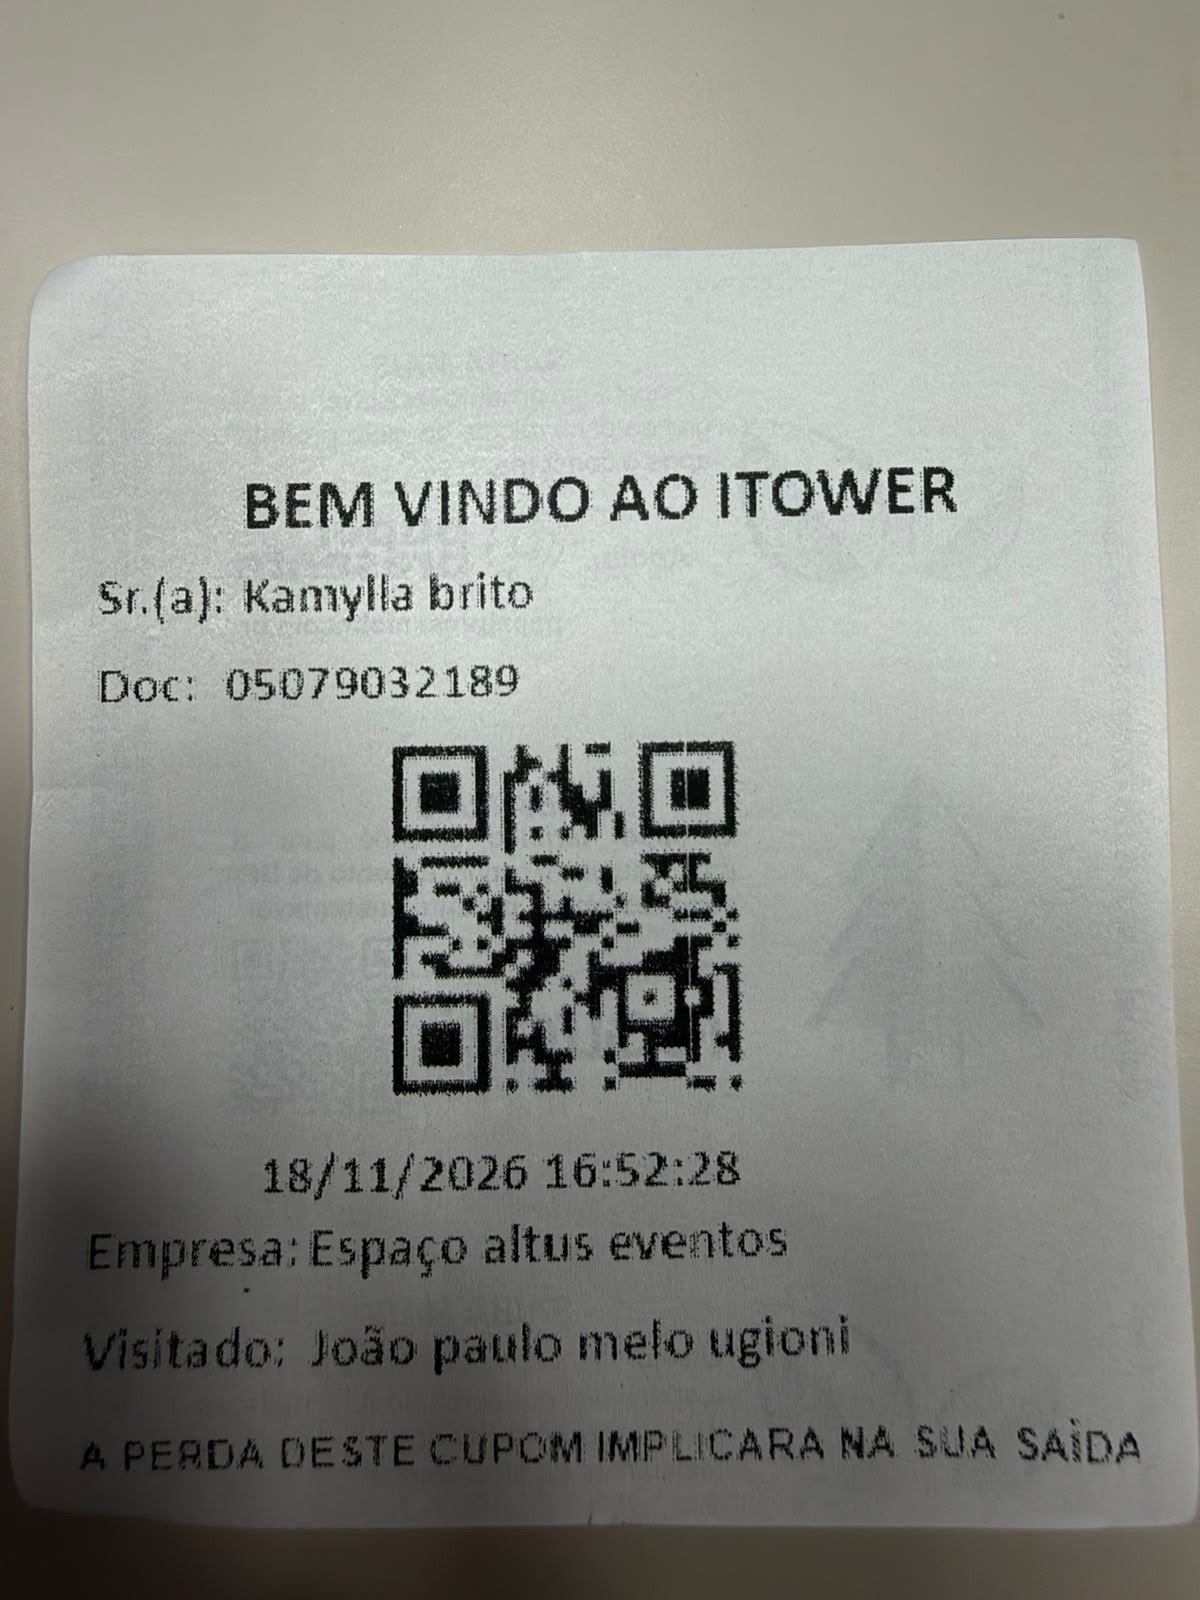 BEM VINDO AO ITOWER
Sr.(a): Kamylla brito
Doc: 05079032189
18/11/2026 16:52:28
Empresa: Espaço altus eventos
Visitado: João paulo melo ugioni
A PERDA DESTE CUPOM IMPLICARA NA SUA SAÍDA